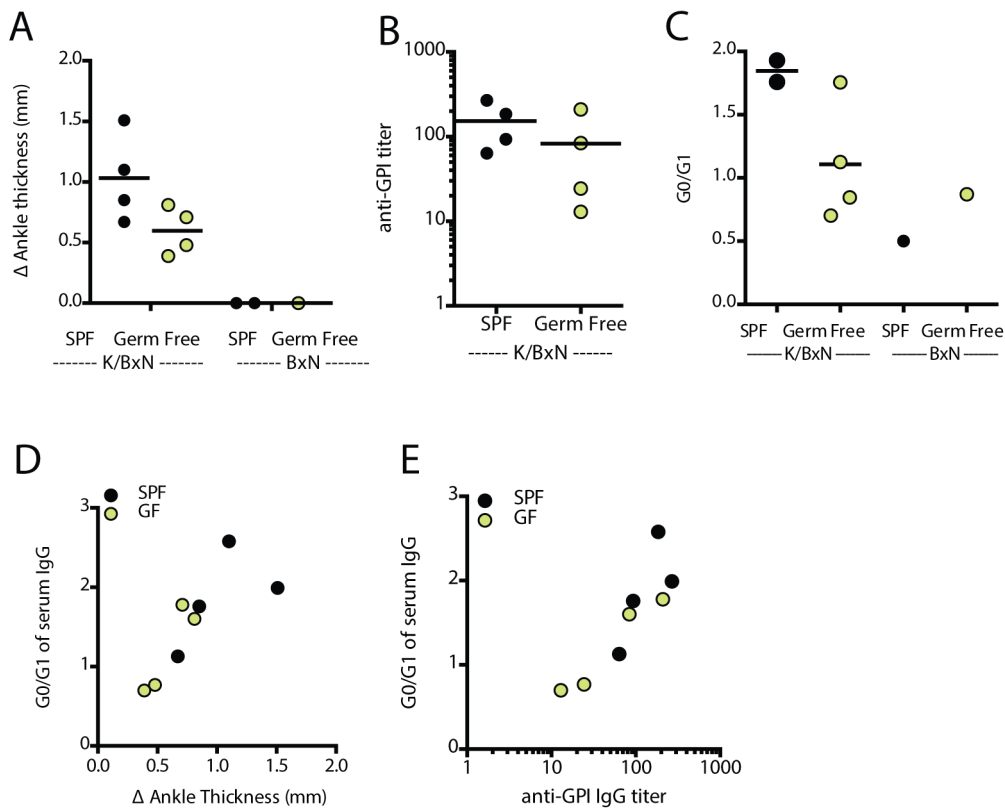 A
Δ Ankle thickness (mm)
2.0
1.5
1.0
0.5
0.0
SPF Germ Free SPF Germ Free
------- K/BxN ------- ------- BxN -------
B
anti-GPI titer
1000
100
10
1
SPF Germ Free
------ K/BxN ------
C
G0/G1
2.0
1.5
1.0
0.5
0.0
SPF Germ Free SPF Germ Free
K/BxN BxN
D
SPF
GF
G0/G1 of serum IgG
3
2
1
0
0.0 0.5 1.0 1.5 2.0
Δ Ankle Thickness (mm)
E
SPF
GF
G0/G1 of serum IgG
3
2
1
0
1 10 100 1000
anti-GPI IgG titer